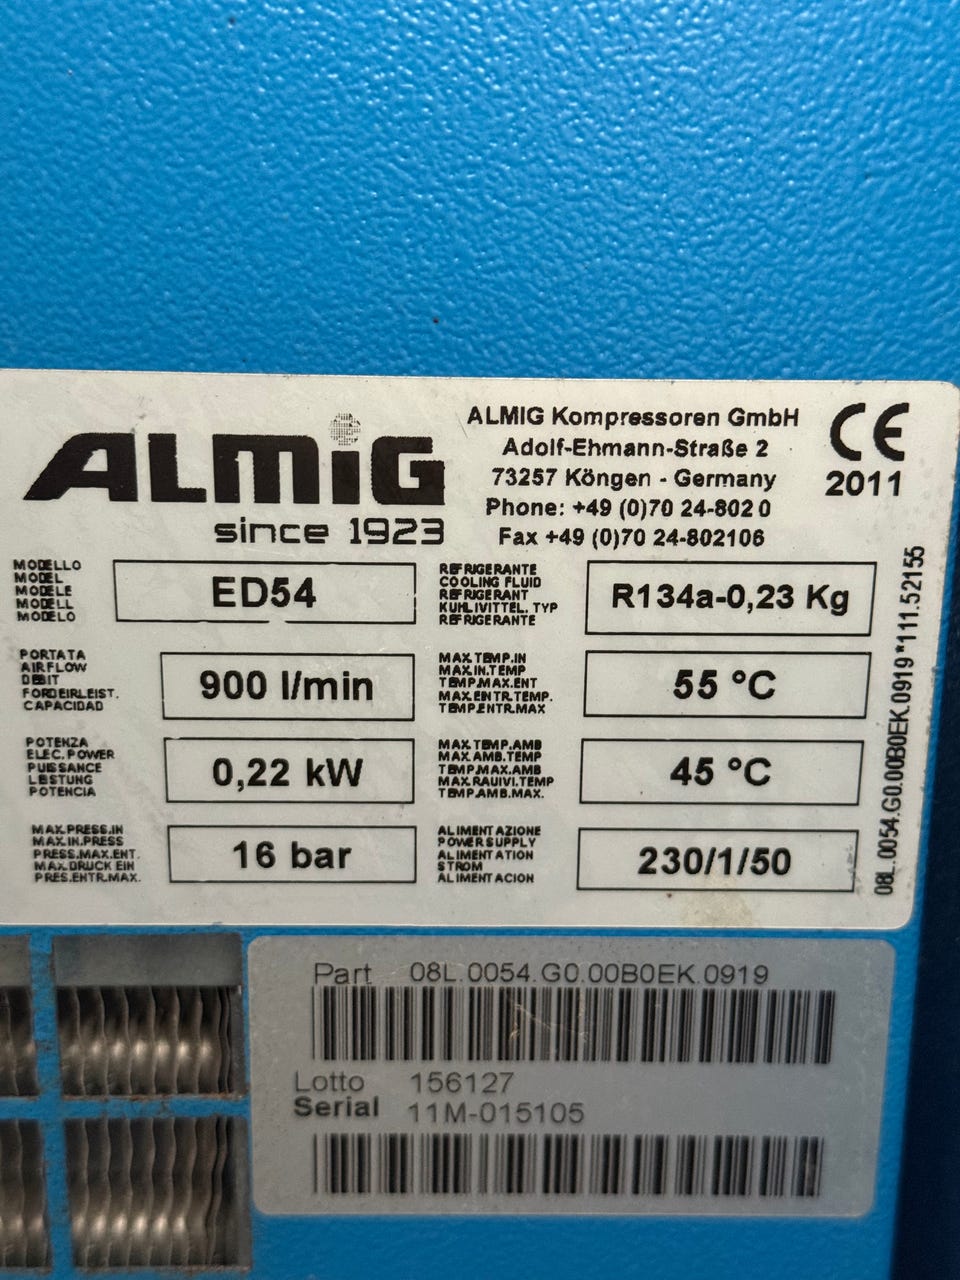 ALMIG
since 1923
ALMIG Kompressoren GmbH
Adolf-Ehmann-Straße 2
73257 Köngen - Germany
Phone: +49 (0)70 24-802 0
Fax +49 (0)70 24-802106
CE
2011
MODELLO
MODEL
MODELE
MODELL
MODELO
ED54
REFRIGERANTE
COOLING FLUID
REFRIGERANT
KUHLMITTEL. TYP
REFRIGERANTE
R134a-0,23 Kg
PORTATA
AIRFLOW
DEBIT
FORDEIRLEIST.
CAPACIDAD
900 l/min
MAX.TEMP.IN
MAX.IN.TEMP
TEMP.MAX.ENT
MAX.ENTR.TEMP.
TEMP.ENTR.MAX
55 °C
POTENZA
ELEC.POWER
PUISSANCE
LEISTUNG
POTENCIA
0,22 kW
MAX.TEMP.AMB
MAX.AMB.TEMP
TEMP.MAX.AMB
MAX.RAUIVI.TEMP
TEMP.AMB.MAX.
45 °C
MAX.PRESS.IN
MAX.IN.PRESS
PRESS.MAX.ENT.
MAX.DRUCK EIN
PRES.ENTR.MAX.
16 bar
ALIMENTAZIONE
POWER SUPPLY
ALIMENTATION
STROM
ALIMENTACION
230/1/50
08L.0054.G0.00B0EK.0919*111.52155
Part 08L.0054.G0.00B0EK.0919
Lotto 156127
Serial 11M-015105